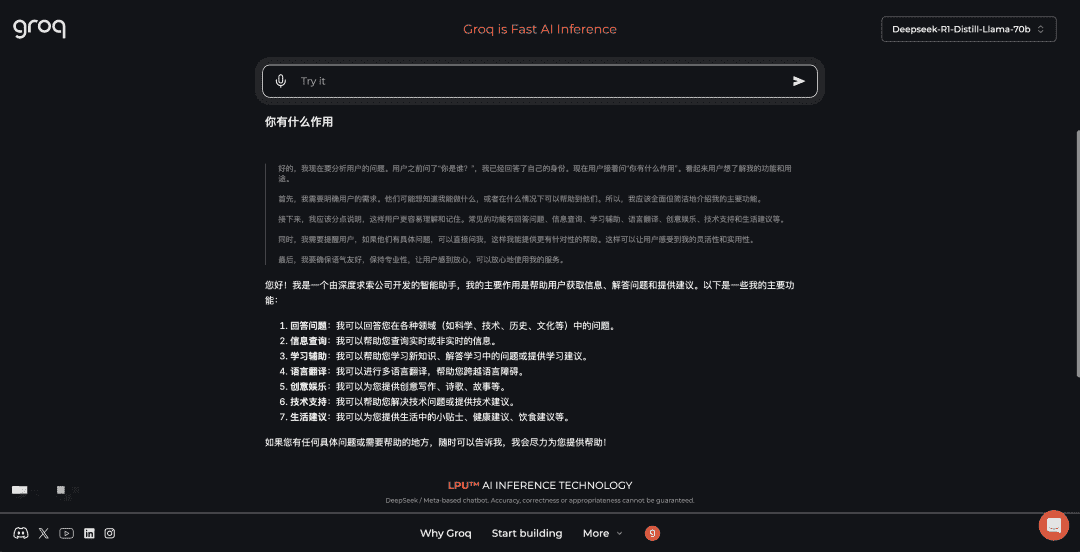 groq
Groq is Fast AI Inference
Deepseek-R1-Distill-Llama-70b
Try it
你有什么作用
好的，我现在要分析用户的问题。用户之前问了“你是谁？”，我已经回答了自己的身份。现在用户接着问“你有什么作用”，看起来用户想了解我的功能和用
途。
首先，我需要明确用户的需求。他们可能想知道我能做什么，或者在什么情况下可以帮助到他们。所以，我应该全面但简洁地介绍我的主要功能。
接下来，我应该分点说明，这样用户更容易理解和记住。常见的功能有回答问题、信息查询、学习辅助、语言翻译、创意娱乐、技术支持和生活建议等。
同时，我需要提醒用户，如果他们有具体问题，可以直接问我，这样我能提供更有针对性的帮助。这样可以让用户感受到我的灵活性和实用性。
最后，我要确保语气友好，保持专业性，让用户感到放心，可以放心地使用我的服务。
您好！我是一个由深度求索公司开发的智能助手，我的主要作用是帮助用户获取信息、解答问题和提供建议。以下是一些我的主要功
能：
1. 回答问题：我可以回答您在各种领域（如科学、技术、历史、文化等）中的问题。
2. 信息查询：我可以帮助您查询实时或非实时的信息。
3. 学习辅助：我可以帮助您学习新知识、解答学习中的问题或提供学习建议。
4. 语言翻译：我可以进行多语言翻译，帮助您跨越语言障碍。
5. 创意娱乐：我可以为您提供创意写作、诗歌、故事等。
6. 技术支持：我可以帮助您解决技术问题或提供技术建议。
7. 生活建议：我可以为您提供生活中的小贴士、健康建议、饮食建议等。
如果您有任何具体问题或需要帮助的地方，随时可以告诉我，我会尽力为您提供帮助！
LPU™ AI INFERENCE TECHNOLOGY
DeepSeek / Meta-based chatbot. Accuracy, correctness or appropriateness cannot be guaranteed.
Why Groq
Start building
More